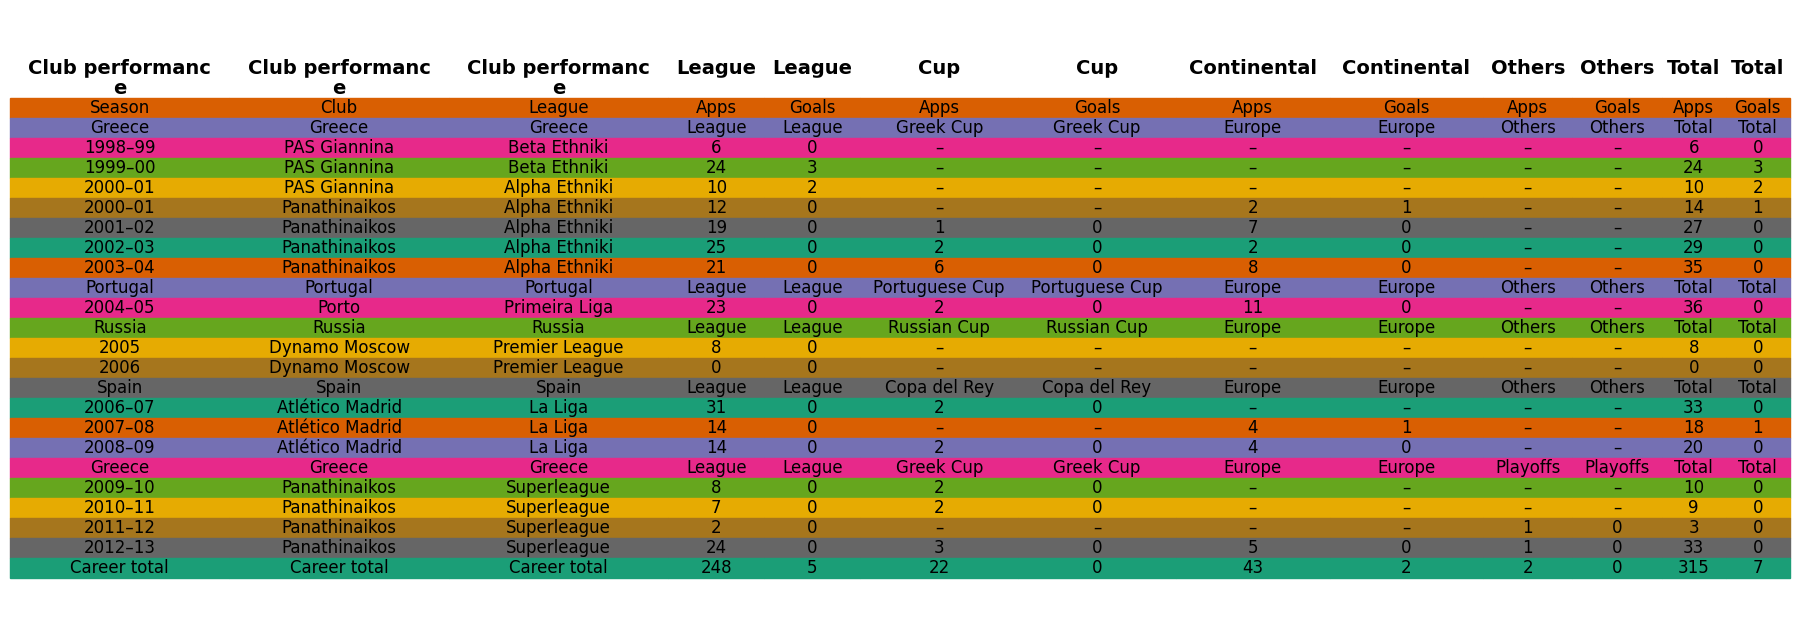 Club performanc
e Club performanc
e Club performanc
e League League Cup Cup Continental Continental Others Others Total Total
Season Club League Apps Goals Apps Goals Apps Goals Apps Goals Apps Goals
Greece Greece Greece League League Greek Cup Greek Cup Europe Europe Others Others Total Total
1998–99 PAS Giannina Beta Ethniki 6 0 – – – – – – 6 0
1999–00 PAS Giannina Beta Ethniki 24 3 – – – – – – 24 3
2000–01 PAS Giannina Alpha Ethniki 10 2 – – – – – – 10 2
2000–01 Panathinaikos Alpha Ethniki 12 0 – – 2 1 – – 14 1
2001–02 Panathinaikos Alpha Ethniki 19 0 1 0 7 0 – – 27 0
2002–03 Panathinaikos Alpha Ethniki 25 0 2 0 2 0 – – 29 0
2003–04 Panathinaikos Alpha Ethniki 21 0 6 0 8 0 – – 35 0
Portugal Portugal Portugal League League Portuguese Cup Portuguese Cup Europe Europe Others Others Total Total
2004–05 Porto Primeira Liga 23 0 2 0 11 0 – – 36 0
Russia Russia Russia League League Russian Cup Russian Cup Europe Europe Others Others Total Total
2005 Dynamo Moscow Premier League 8 0 – – – – – – 8 0
2006 Dynamo Moscow Premier League 0 0 – – – – – – 0 0
Spain Spain Spain League League Copa del Rey Copa del Rey Europe Europe Others Others Total Total
2006–07 Atlético Madrid La Liga 31 0 2 0 – – – – 33 0
2007–08 Atlético Madrid La Liga 14 0 – – 4 1 – – 18 1
2008–09 Atlético Madrid La Liga 14 0 2 0 4 0 – – 20 0
Greece Greece Greece League League Greek Cup Greek Cup Europe Europe Playoffs Playoffs Total Total
2009–10 Panathinaikos Superleague 8 0 2 0 – – – – 10 0
2010–11 Panathinaikos Superleague 7 0 2 0 – – – – 9 0
2011–12 Panathinaikos Superleague 2 0 – – – – 1 0 3 0
2012–13 Panathinaikos Superleague 24 0 3 0 5 0 1 0 33 0
Career total Career total Career total 248 5 22 0 43 2 2 0 315 7